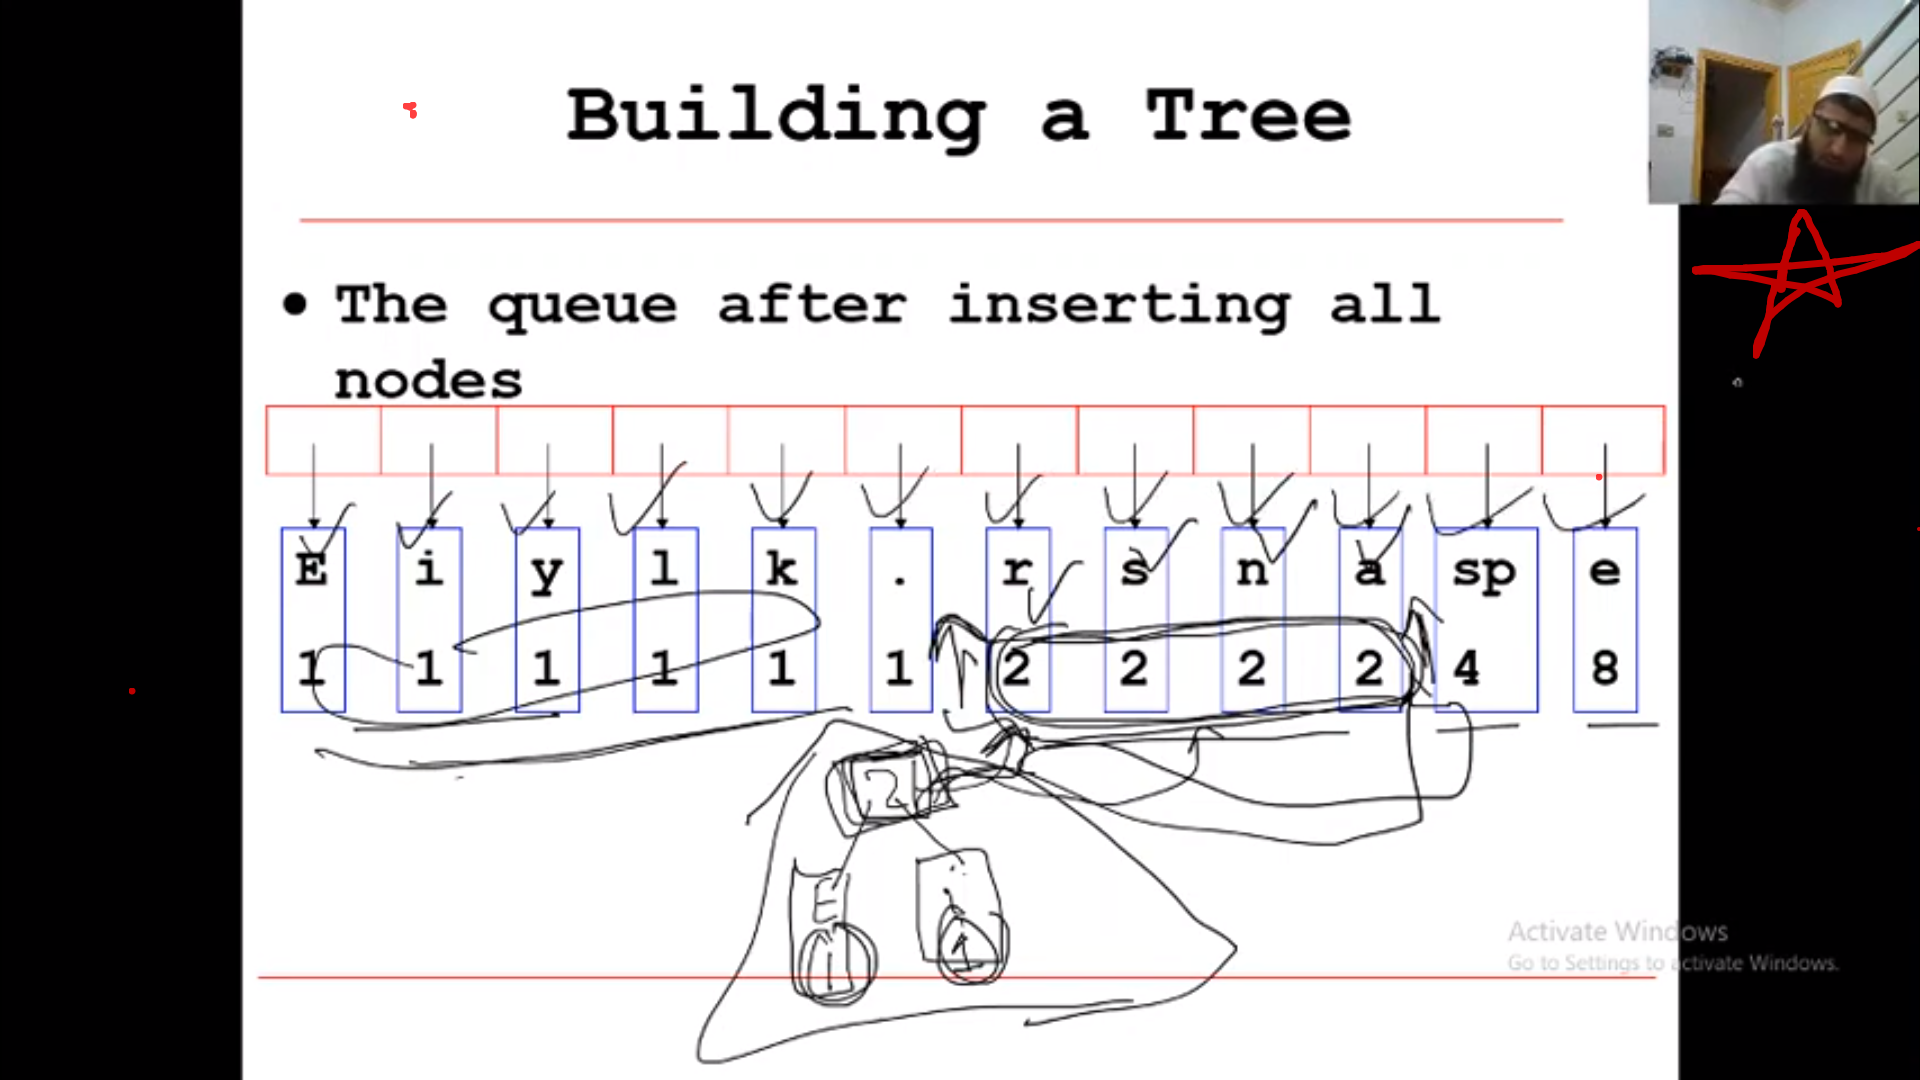 Building a Tree
• The queue after inserting all
nodes
E i y l k . r s n a sp e
1 1 1 1 1 1 2 2 2 2 4 8
2
E i
1 1
Activate Windows
Go to Settings to activate Windows.